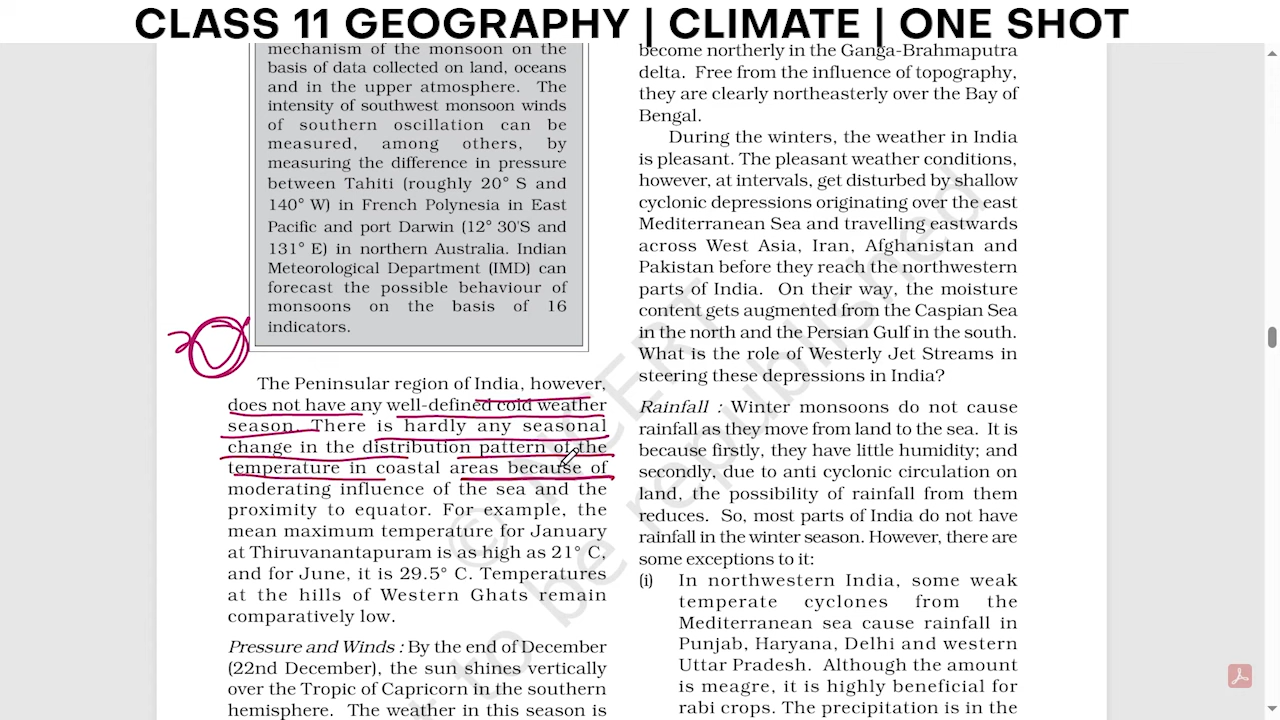 CLASS 11 GEOGRAPHY | CLIMATE | ONE SHOT
mechanism of the monsoon on the
basis of data collected on land, oceans
and in the upper atmosphere. The
intensity of southwest monsoon winds
of southern oscillation can be
measured, among others, by
measuring the difference in pressure
between Tahiti (roughly 20° S and
140° W) in French Polynesia in East
Pacific and port Darwin (12° 30'S and
131° E) in northern Australia. Indian
Meteorological Department (IMD) can
forecast the possible behaviour of
monsoons on the basis of 16
indicators.
The Peninsular region of India, however,
does not have any well-defined cold weather
season. There is hardly any seasonal
change in the distribution pattern of the
temperature in coastal areas because of
moderating influence of the sea and the
proximity to equator. For example, the
mean maximum temperature for January
at Thiruvanantapuram is as high as 21° C,
and for June, it is 29.5° C. Temperatures
at the hills of Western Ghats remain
comparatively low.
Pressure and Winds : By the end of December
(22nd December), the sun shines vertically
over the Tropic of Capricorn in the southern
hemisphere. The weather in this season is
become northerly in the Ganga-Brahmaputra
delta. Free from the influence of topography,
they are clearly northeasterly over the Bay of
Bengal.
During the winters, the weather in India
is pleasant. The pleasant weather conditions,
however, at intervals, get disturbed by shallow
cyclonic depressions originating over the east
Mediterranean Sea and travelling eastwards
across West Asia, Iran, Afghanistan and
Pakistan before they reach the northwestern
parts of India. On their way, the moisture
content gets augmented from the Caspian Sea
in the north and the Persian Gulf in the south.
What is the role of Westerly Jet Streams in
steering these depressions in India?
Rainfall : Winter monsoons do not cause
rainfall as they move from land to the sea. It is
because firstly, they have little humidity; and
secondly, due to anti cyclonic circulation on
land, the possibility of rainfall from them
reduces. So, most parts of India do not have
rainfall in the winter season. However, there are
some exceptions to it:
(i) In northwestern India, some weak
temperate cyclones from the
Mediterranean sea cause rainfall in
Punjab, Haryana, Delhi and western
Uttar Pradesh. Although the amount
is meagre, it is highly beneficial for
rabi crops. The precipitation is in the
© NCERT
not to be republished